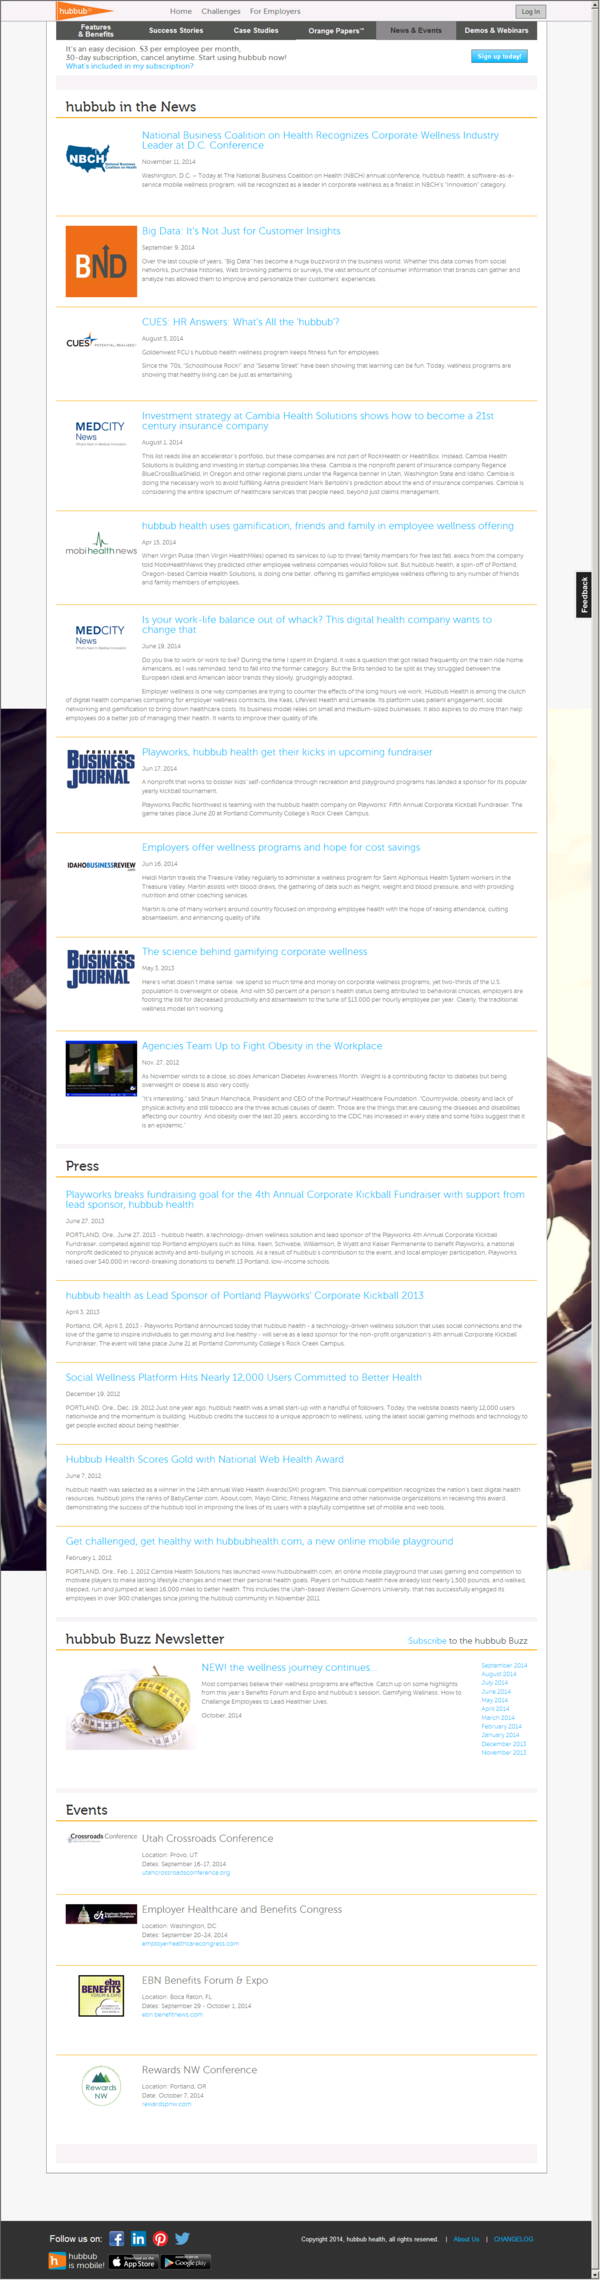 hubbub
Home Challenges For Employers Log In
Features & Benefits Success Stories Case Studies Orange Papers™ News & Events Demos & Webinars
It's an easy decision. $3 per employee per month,
30-day subscription, cancel anytime. Start using hubbub now!
What's included in my subscription?
Sign up today!
hubbub in the News
NBCH National Business Coalition on Health
National Business Coalition on Health Recognizes Corporate Wellness Industry
Leader at D.C. Conference
November 11, 2014
Washington, D.C. – Today at The National Business Coalition on Health (NBCH) annual conference, hubbub health, a software-as-a-
service mobile wellness program, will be recognized as a leader in corporate wellness as a finalist in NBCH's "Innovation" category.
BND
Big Data: It's Not Just for Customer Insights
September 9, 2014
Over the last couple of years, "Big Data" has become a huge buzzword in the business world. Whether this data comes from social
networks, purchase histories, Web browsing patterns or surveys, the vast amount of consumer information that brands can gather and
analyze has allowed them to improve and personalize their customers' experiences.
CUES
CUES: HR Answers: What's All the 'hubbub'?
August 5, 2014
Goldenwest FCU's hubbub health wellness program keeps fitness fun for employees.
Since the '70s, "Schoolhouse Rock!" and "Sesame Street" have been showing that learning can be fun. Today, wellness programs are
showing that healthy living can be just as entertaining.
MEDCITY
News
Investment strategy at Cambia Health Solutions shows how to become a 21st
century insurance company
August 1, 2014
This list reads like an accelerator's portfolio, but these companies are not part of RockHealth or HealthBox. Instead, Cambia Health
Solutions is building and investing in startup companies like these. Cambia is the nonprofit parent of insurance company Regence
BlueCrossBlueShield, in Oregon and other regional plans under the Regence banner in Utah, Washington State and Idaho. Cambia is
doing the necessary work to avoid fulfilling Aetna president Mark Bertolini's prediction about the end of insurance companies. Cambia is
considering the entire spectrum of healthcare services that people need, beyond just claims management.
mobihealthnews
hubbub health uses gamification, friends and family in employee wellness offering
Apr 15, 2014
When Virgin Pulse (then Virgin HealthMiles) opened its services to (up to three) family members for free last fall, execs from the company
told MobiHealthNews they predicted other employee wellness companies would follow suit. But hubbub health, a spin-off of Portland,
Oregon-based Cambia Health Solutions, is doing one better, offering its gamified employee wellness offering to any number of friends
and family members of employees.
Feedback
MEDCITY
News
Is your work-life balance out of whack? This digital health company wants to
change that
June 19, 2014
Do you live to work or work to live? During the time I spent in England, it was a question that got raised frequently on the train ride home.
Americans, as I was reminded, tend to fall into the former category. But the Brits tended to be split as they struggled between the
European ideal and American labor trends they slowly, grudgingly adopted.
Employer wellness is one way companies are trying to counter the effects of the long hours we work. Hubbub Health is among the clutch
of digital health companies competing for employer wellness contracts, like Keas, LifeVest Health and Limeade. Its platform uses patient engagement, social
networking and gamification to bring down healthcare costs. Its business model relies on small and medium-sized businesses. It also aspires to do more than help
employees do a better job of managing their health. It wants to improve their quality of life.
PORTLAND
BUSINESS
JOURNAL
Playworks, hubbub health get their kicks in upcoming fundraiser
Jun 17, 2014
A nonprofit that works to bolster kids' self-confidence through recreation and playground programs has landed a sponsor for its popular
yearly kickball tournament.
Playworks Pacific Northwest is teaming with the hubbub health company on Playworks' Fifth Annual Corporate Kickball Fundraiser. The
game takes place June 20 at Portland Community College's Rock Creek Campus.
IDAHOBUSINESSREVIEW
.com
Employers offer wellness programs and hope for cost savings
Jun 16, 2014
Heidi Martin travels the Treasure Valley regularly to administer a wellness program for Saint Alphonsus Health System workers in the
Treasure Valley. Martin assists with blood draws, the gathering of data such as height, weight and blood pressure, and with providing
nutrition and other coaching services.
Martin is one of many workers around country focused on improving employee health with the hope of raising attendance, cutting
absenteeism, and enhancing quality of life.
PORTLAND
BUSINESS
JOURNAL
The science behind gamifying corporate wellness
May 3, 2013
Here's what doesn't make sense: we spend so much time and money on corporate wellness programs, yet two-thirds of the U.S.
population is overweight or obese. And with 50 percent of a person's health status being attributed to behavioral choices, employers are
footing the bill for decreased productivity and absenteeism to the tune of $13,000 per hourly employee per year. Clearly, the traditional
wellness model isn't working.
Agencies Team Up to Fight Obesity in the Workplace
Nov. 27, 2012
As November winds to a close, so does American Diabetes Awareness Month. Weight is a contributing factor to diabetes but being
overweight or obese is also very costly.
"It's interesting," said Shaun Menchaca, President and CEO of the Portneuf Healthcare Foundation. "Countrywide, obesity and lack of
physical activity and still tobacco are the three actual causes of death. Those are the things that are causing the diseases and disabilities
affecting our country. And obesity over the last 20 years, according to the CDC has increased in every state and some folks suggest that it
is an epidemic."
Press
Playworks breaks fundraising goal for the 4th Annual Corporate Kickball Fundraiser with support from
lead sponsor, hubbub health
June 27, 2013
PORTLAND, Ore., June 27, 2013 - hubbub health, a technology-driven wellness solution and lead sponsor of the Playworks 4th Annual Corporate Kickball
Fundraiser, competed against top Portland employers such as Nike, Keen, Schwabe, Williamson, & Wyatt and Kaiser Permanente to benefit Playworks, a national
nonprofit dedicated to physical activity and anti-bullying in schools. As a result of hubbub's contribution to the event, and local employer participation, Playworks
raised over $40,000 in record-breaking donations to benefit 13 Portland, low-income schools.
hubbub health as Lead Sponsor of Portland Playworks' Corporate Kickball 2013
April 3, 2013
Portland, OR, April 3, 2013 - Playworks Portland announced today that hubbub health - a technology-driven wellness solution that uses social connections and the
love of the game to inspire individuals to get moving and live healthy - will serve as a lead sponsor for the non-profit organization's 4th annual Corporate Kickball
Fundraiser. The event will take place June 21 at Portland Community College's Rock Creek Campus.
Social Wellness Platform Hits Nearly 12,000 Users Committed to Better Health
December 19, 2012
PORTLAND, Ore., Dec. 19, 2012 Just one year ago, hubbub health was a small start-up with a handful of followers. Today, the website boasts nearly 12,000 users
nationwide and the momentum is building. Hubbub credits the success to a unique approach to wellness, using the latest social gaming methods and technology to
get people excited about being healthier.
Hubbub Health Scores Gold with National Web Health Award
June 7, 2012
hubbub health was selected as a winner in the 14th annual Web Health Awards(SM) program. This biannual competition recognizes the nation's best digital health
resources. hubbub joins the ranks of BabyCenter.com, About.com, Mayo Clinic, Fitness Magazine and other nationwide organizations in receiving this award,
demonstrating the success of the hubbub tool in improving the lives of its users with a playfully competitive set of mobile and web tools.
Get challenged, get healthy with hubbubhealth.com, a new online mobile playground
February 1, 2012
PORTLAND, Ore., Feb. 1, 2012 Cambia Health Solutions has launched www.hubbubhealth.com, an online mobile playground that uses gaming and competition to
motivate players to make lasting lifestyle changes and meet their personal health goals. Players on hubbub health have already lost nearly 1,500 pounds, and walked,
stepped, run and jumped at least 16,000 miles to better health. This includes the Utah-based Western Governors University, that has successfully engaged its
employees in over 900 challenges since joining the hubbub community in November 2011.
hubbub Buzz Newsletter
Subscribe to the hubbub Buzz
NEW! the wellness journey continues...
Most companies believe their wellness programs are effective. Catch up on some highlights
from this year's Benefits Forum and Expo and hubbub's session, Gamifying Wellness: How to
Challenge Employees to Lead Healthier Lives.
October, 2014
September 2014
August 2014
July 2014
June 2014
May 2014
April 2014
March 2014
February 2014
January 2014
December 2013
November 2013
Events
Crossroads Conference
Utah Crossroads Conference
Location: Provo, UT
Dates: September 16-17, 2014
utahcrossroadsconference.org
Employer Healthcare and Benefits Congress
Location: Washington, DC
Dates: September 20-24, 2014
employerhealthcarecongress.com
ebn
BENEFITS
FORUM & EXPO
EBN Benefits Forum & Expo
Location: Boca Raton, FL
Dates: September 29 - October 1, 2014
ebn.benefitnews.com
Rewards
NW
Rewards NW Conference
Location: Portland, OR
Date: October 7, 2014
rewardspnw.com
Follow us on:
Copyright 2014, hubbub health, all rights reserved. | About Us | CHANGELOG
hubbub
is mobile!
Download on the
App Store
Google play